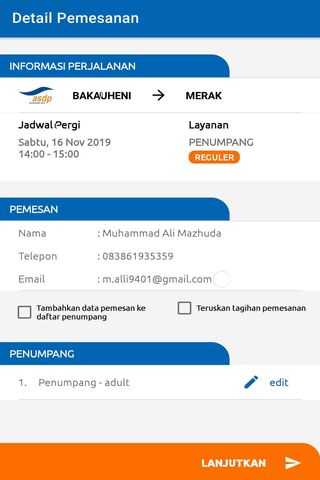 Detail Pemesanan
INFORMASI PERJALANAN
asdp BAKAUHENI → MERAK
Jadwal Pergi Layanan
Sabtu, 16 Nov 2019 PENUMPANG
14:00 - 15:00 REGULER
PEMESAN
Nama : Muhammad Ali Mazhuda
Telepon : 083861935359
Email : m.alli9401@gmail.com
Tambahkan data pemesan ke Teruskan tagihan pemesanan
daftar penumpang
PENUMPANG
1. Penumpang - adult edit
LANJUTKAN